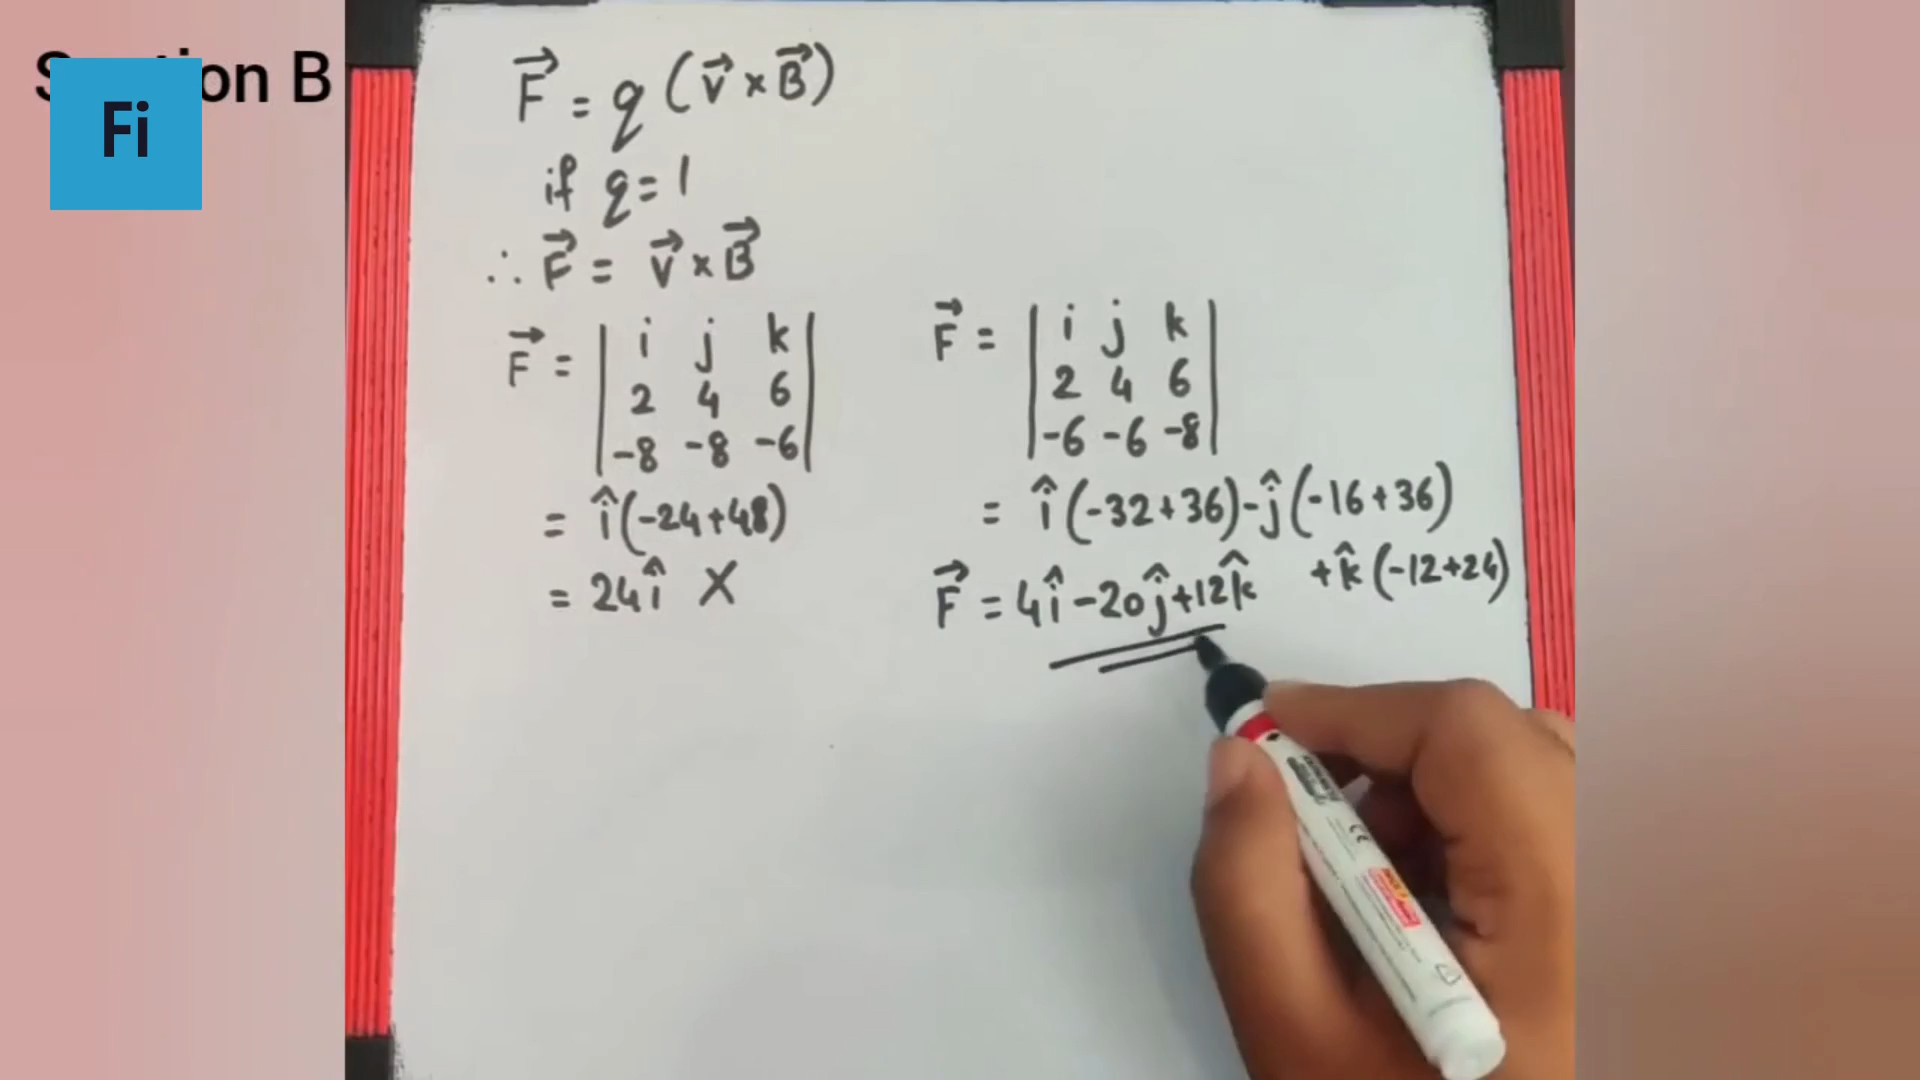 Fi
F⃗ = q (v⃗ × B⃗)
if q = 1
∴ F⃗ = v⃗ × B⃗
F⃗ = | i j k |
| 2 4 6 |
| -8 -8 -6 |
= î(-24+48)
= 24î X
F⃗ = | i j k |
| 2 4 6 |
| -6 -6 -8 |
= î(-32+36)-ĵ(-16+36)
+k̂(-12+24)
F⃗ = 4î-20ĵ+12k̂